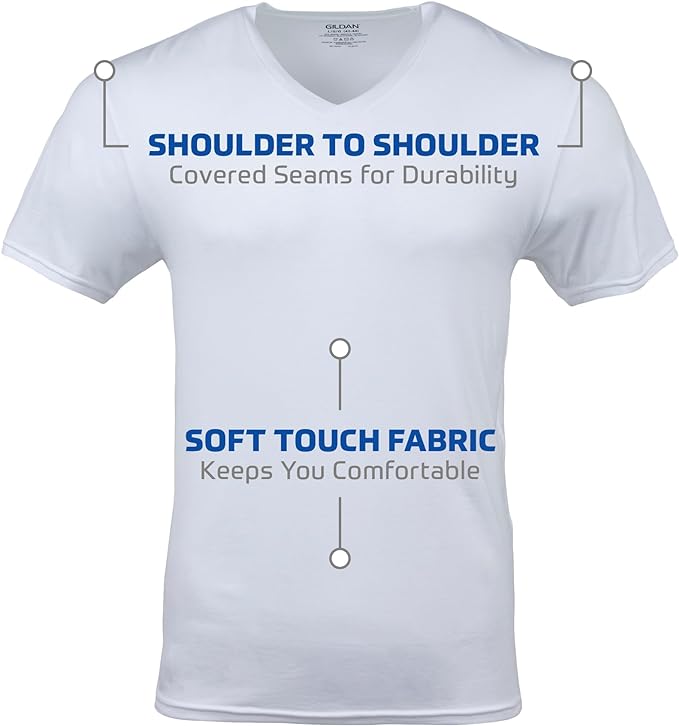 GILDAN
SHOULDER TO SHOULDER
Covered Seams for Durability
SOFT TOUCH FABRIC
Keeps You Comfortable